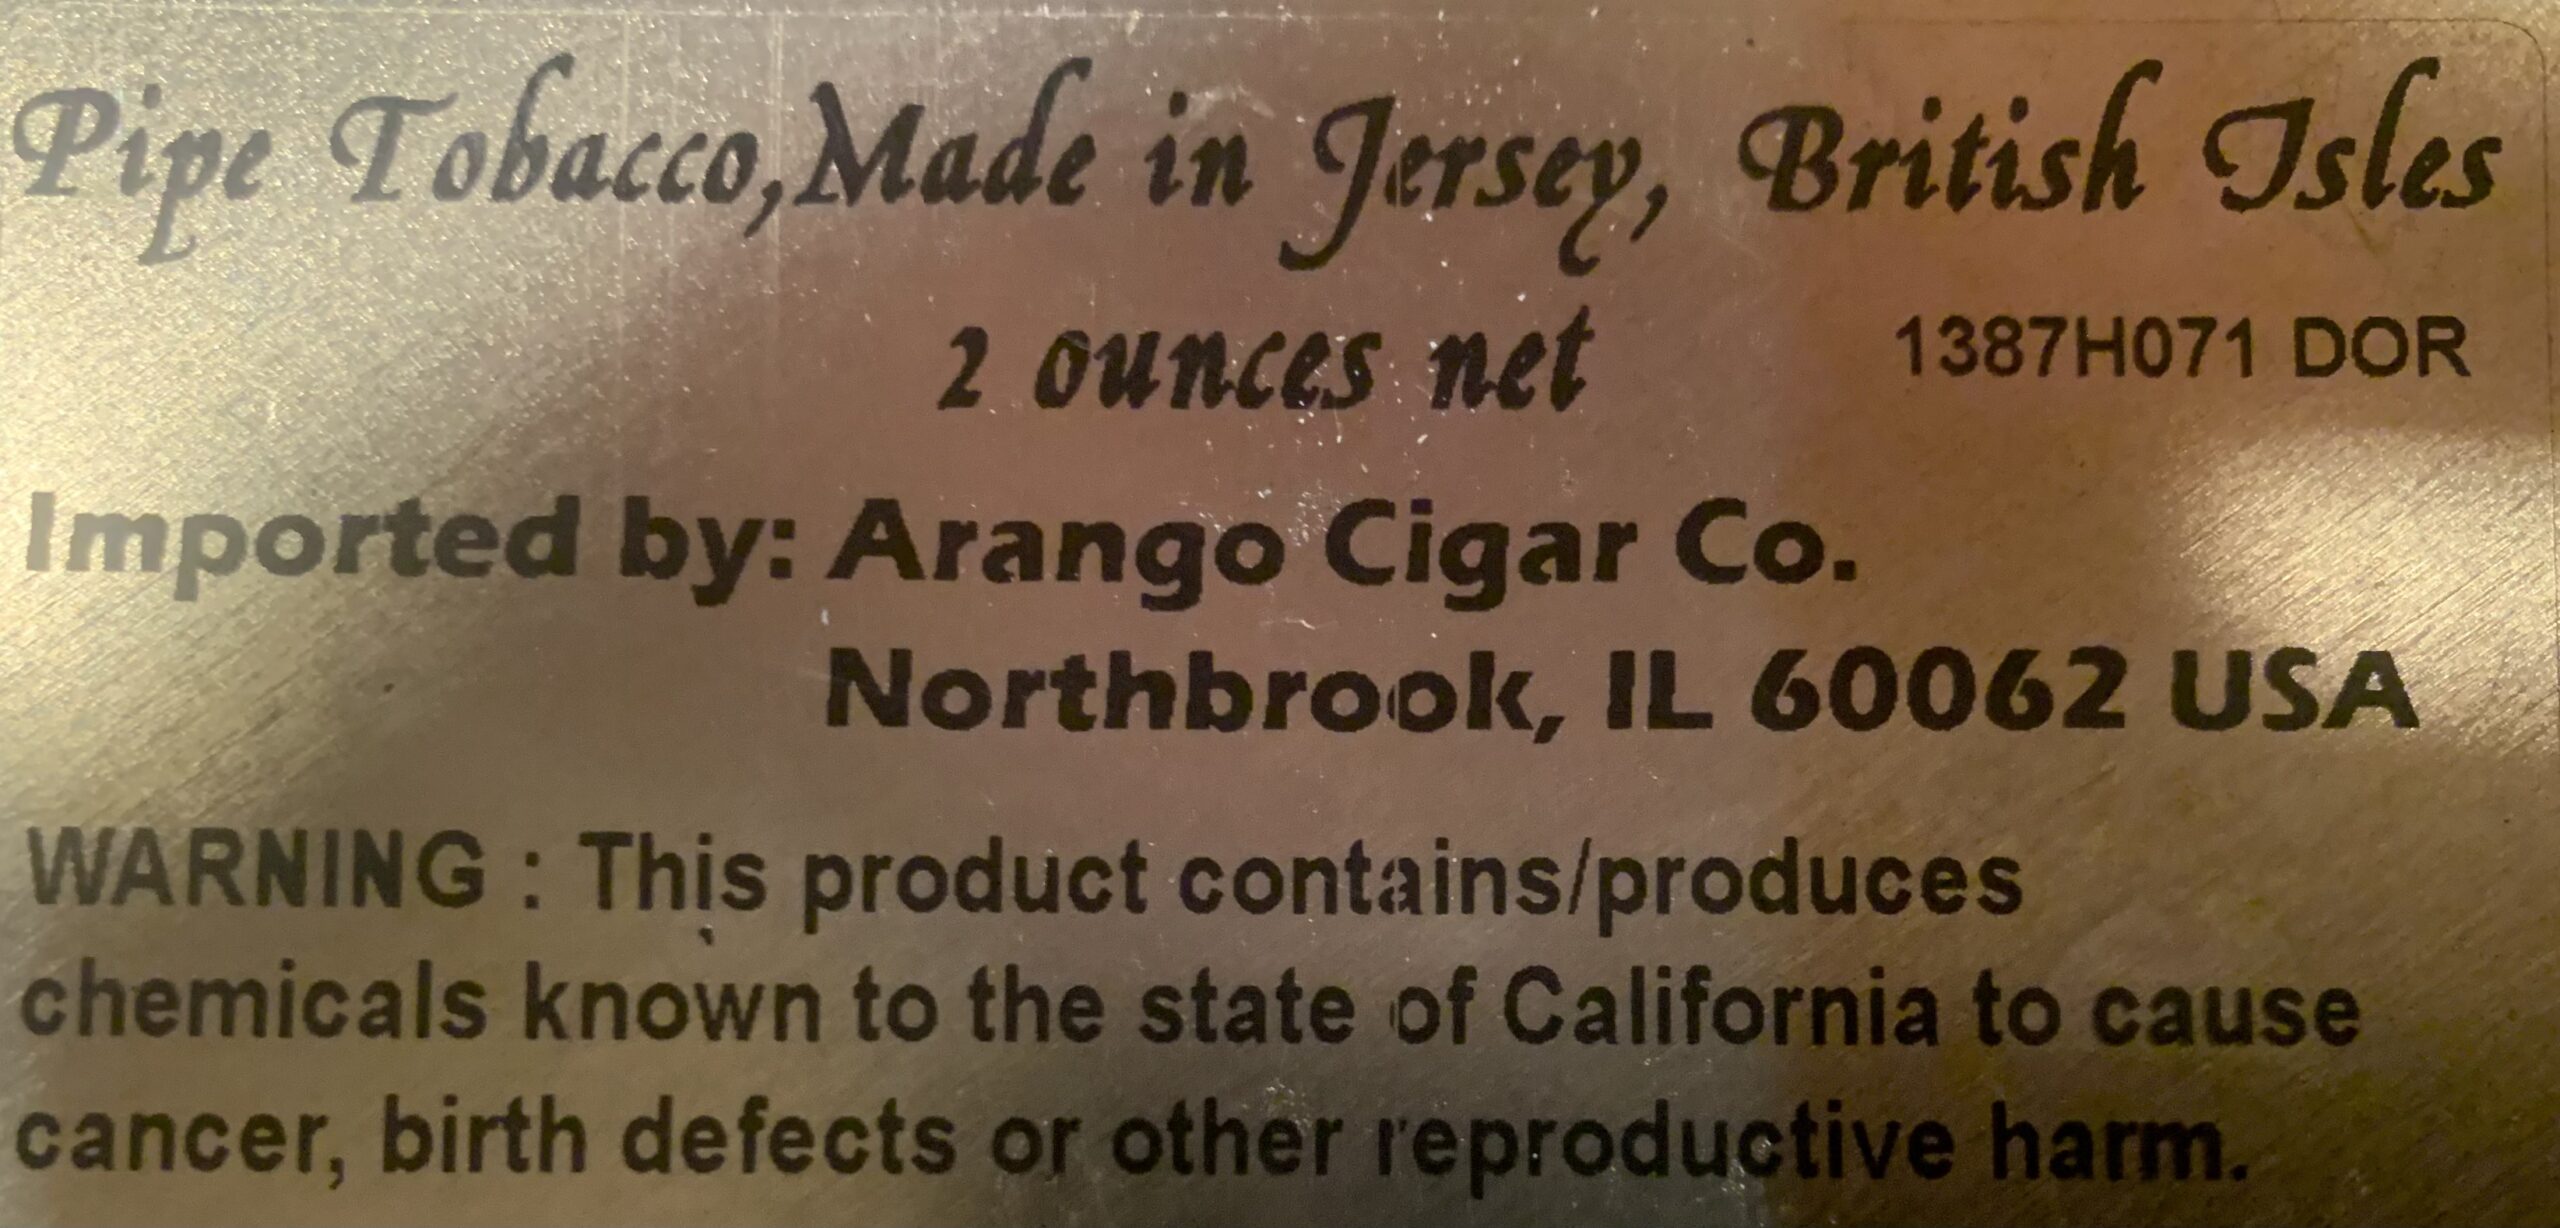 Pipe Tobacco,Made in Jersey, British Isles
2 ounces net 1387H071 DOR
Imported by: Arango Cigar Co.
Northbrook, IL 60062 USA
WARNING : This product contains/produces
chemicals known to the state of California to cause
cancer, birth defects or other reproductive harm.